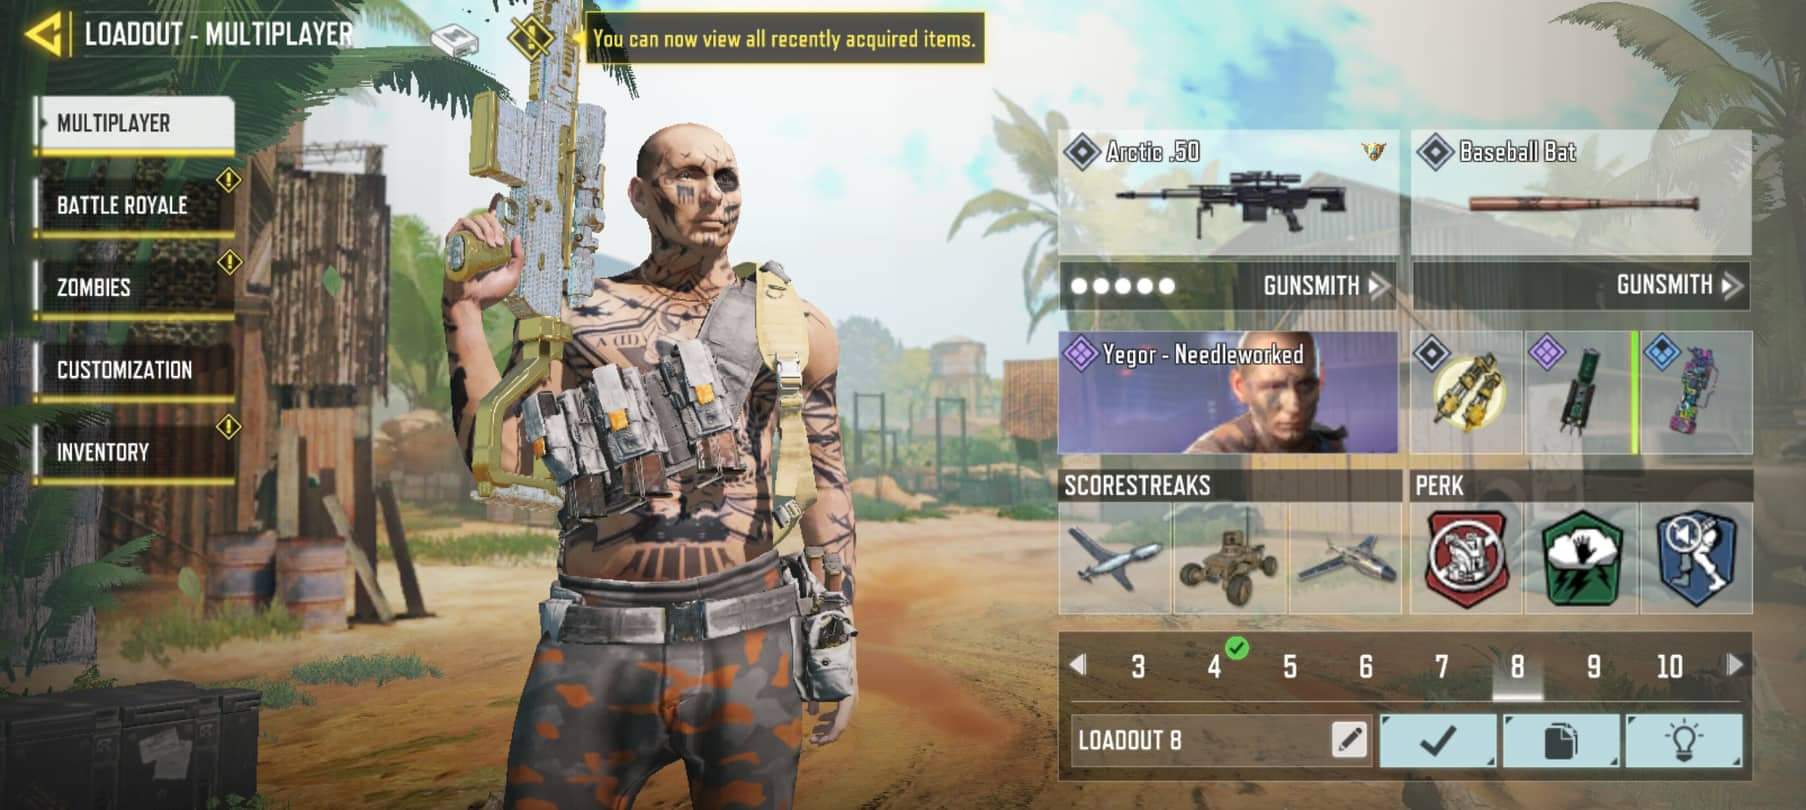 LOADOUT - MULTIPLAYER
You can now view all recently acquired items.
MULTIPLAYER
BATTLE ROYALE
ZOMBIES
CUSTOMIZATION
INVENTORY
Arctic .50
Baseball Bat
GUNSMITH
GUNSMITH
Yegor - Needleworked
SCORESTREAKS
PERK
3 4 5 6 7 8 9 10
LOADOUT 8